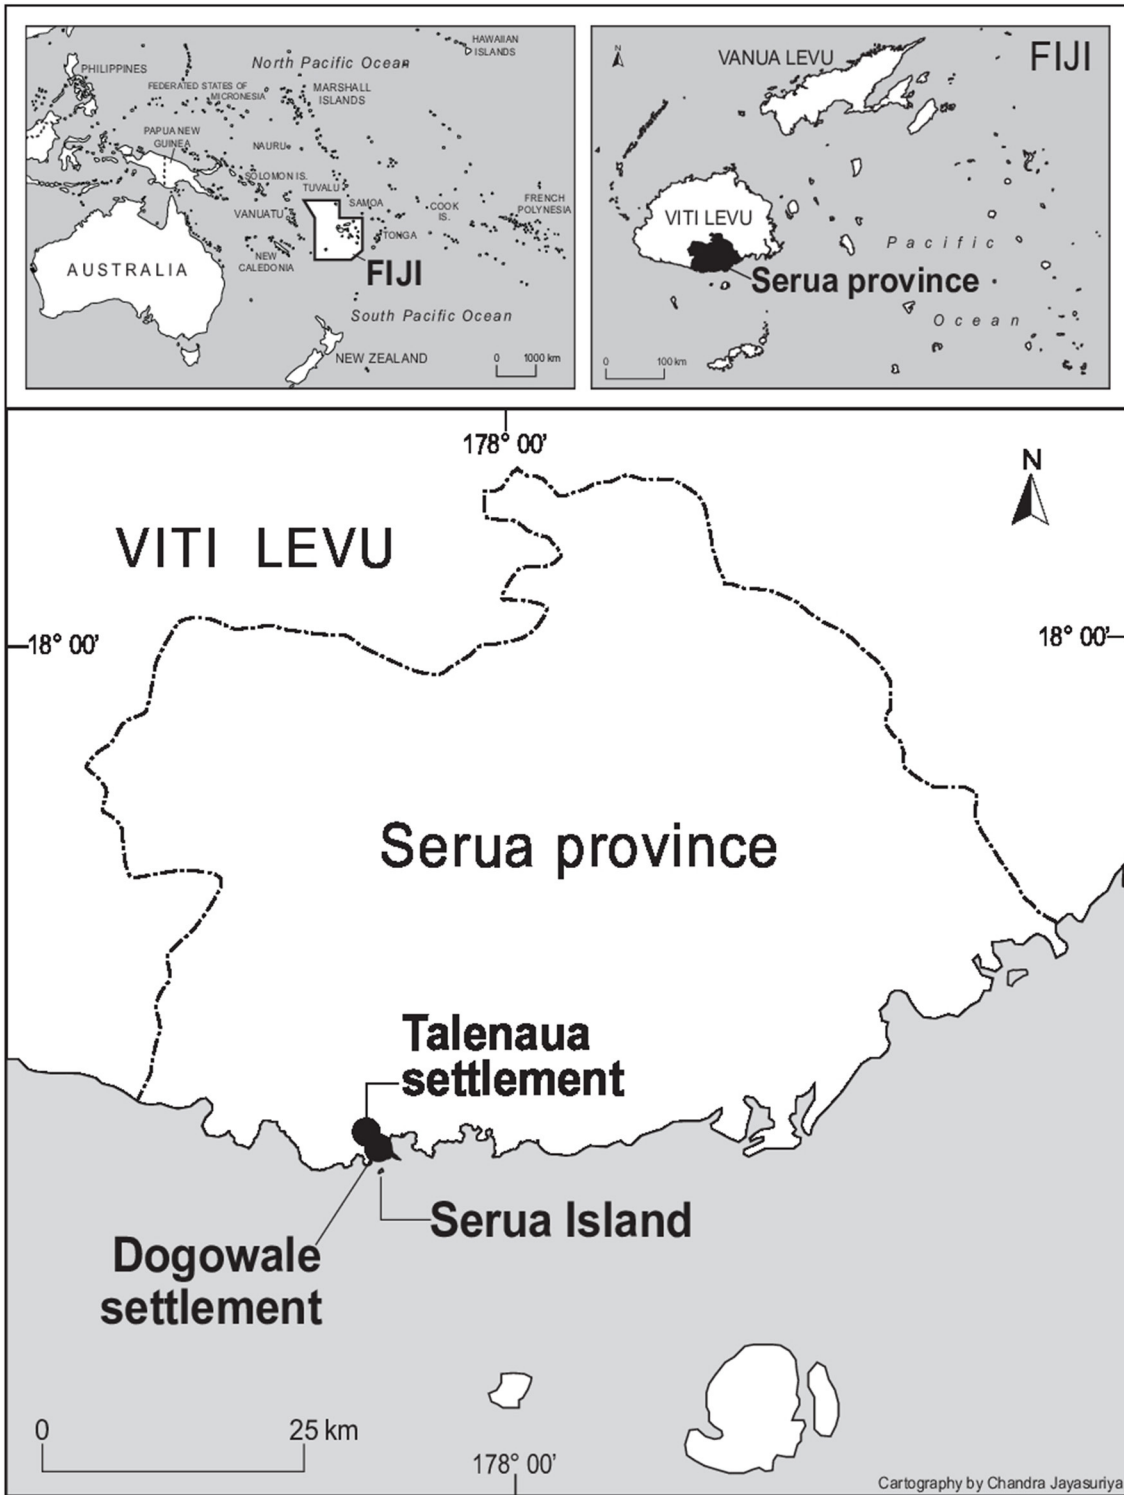 HAWAIIAN
ISLANDS
North Pacific Ocean
PHILIPPINES
FEDERATED STATES OF
MICRONESIA
MARSHALL
ISLANDS
PAPUA NEW
GUINEA
NAURU
SOLOMON IS.
TUVALU
SAMOA
VANUATU
COOK
IS.
FRENCH
POLYNESIA
TONGA
NEW
CALEDONIA
AUSTRALIA
FIJI
South Pacific Ocean
NEW ZEALAND
0 1000 km
N
VANUA LEVU
FIJI
VITI LEVU
Pacific
Serua province
Ocean
0 100 km
178° 00'
N
VITI LEVU
18° 00'
18° 00'
Serua province
Talenaua
settlement
Serua Island
Dogowale
settlement
0 25 km
178° 00'
Cartography by Chandra Jayasuriya